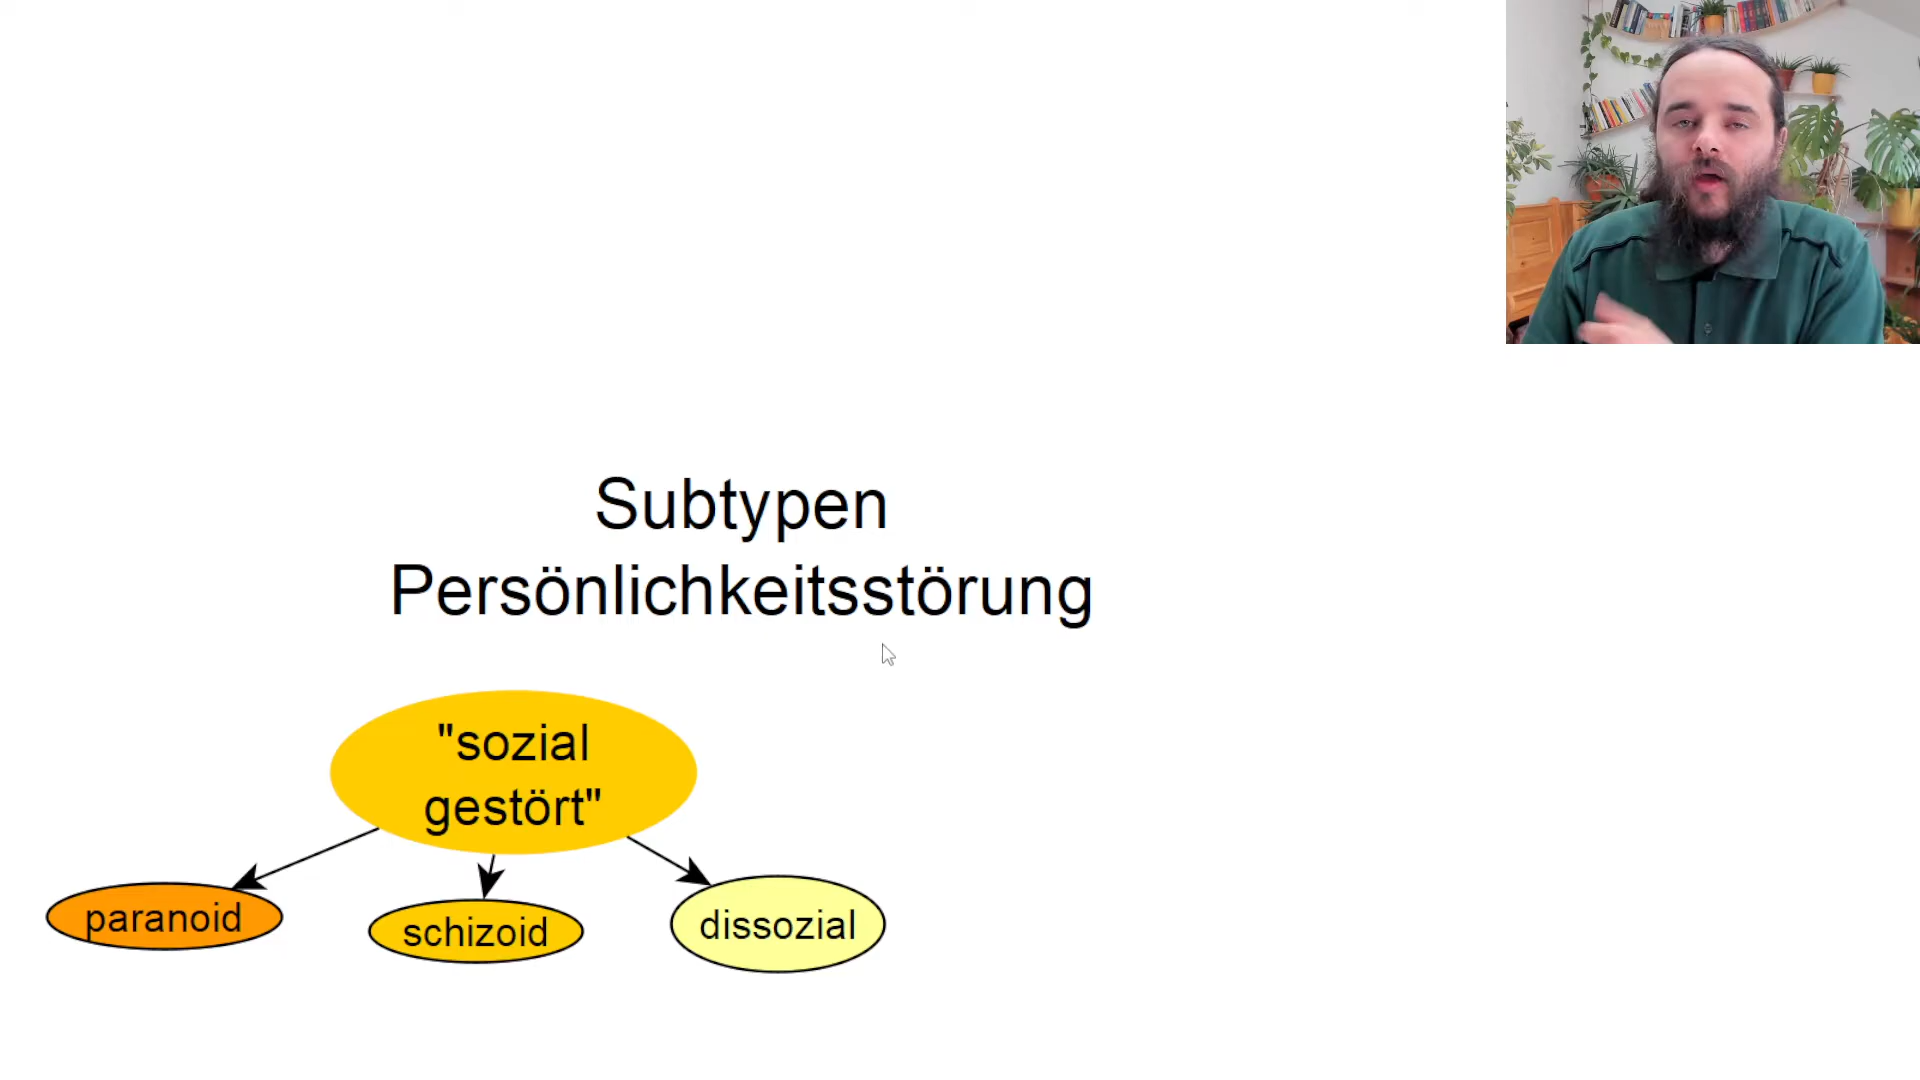 Subtypen
Persönlichkeitsstörung
"sozial
gestört"
paranoid
schizoid
dissozial